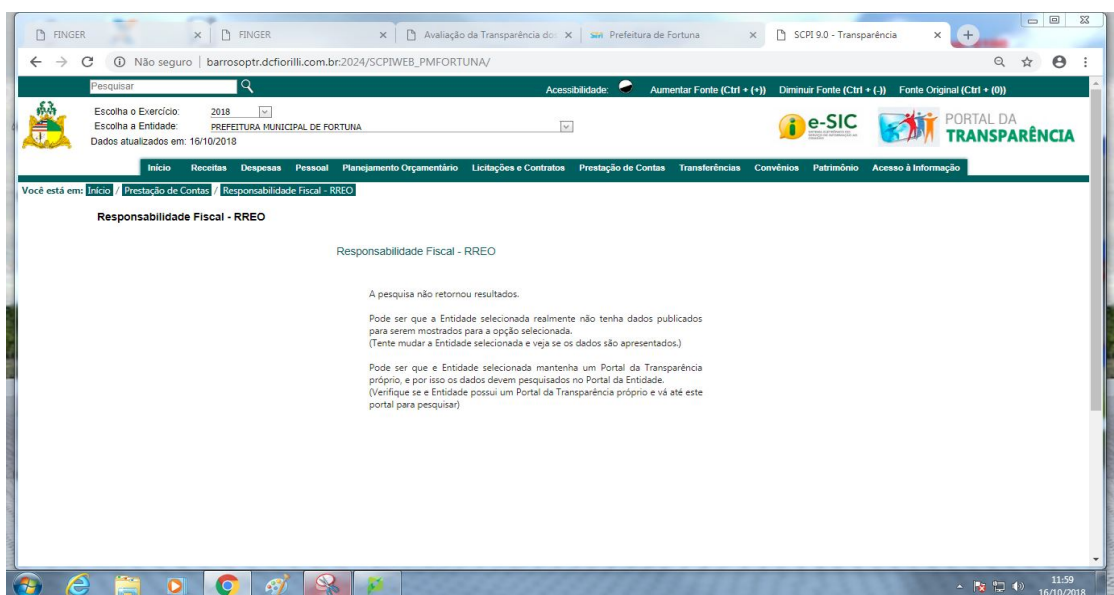 FINGER
FINGER
Avaliação da Transparência do
Prefeitura de Fortuna
SCPI 9.0 - Transparência
Não seguro | barrosoptr.dcfiorilli.com.br:2024/SCPIWEB_PMFORTUNA/
Pesquisar
Acessibilidade: Aumentar Fonte (Ctrl + (+)) Diminuir Fonte (Ctrl + (-)) Fonte Original (Ctrl + (0))
Escolha o Exercício: 2018
Escolha a Entidade: PREFEITURA MUNICIPAL DE FORTUNA
Dados atualizados em: 16/10/2018
e-SIC
PORTAL DA
TRANSPARÊNCIA
Início Receitas Despesas Pessoal Planejamento Orçamentário Licitações e Contratos Prestação de Contas Transferências Convênios Patrimônio Acesso à Informação
Você está em: Início / Prestação de Contas / Responsabilidade Fiscal - RREO
Responsabilidade Fiscal - RREO
Responsabilidade Fiscal - RREO
A pesquisa não retornou resultados.
Pode ser que a Entidade selecionada realmente não tenha dados publicados
para serem mostrados para a opção selecionada.
(Tente mudar a Entidade selecionada e veja se os dados são apresentados.)
Pode ser que e Entidade selecionada mantenha um Portal da Transparência
próprio, e por isso os dados devem pesquisados no Portal da Entidade.
(Verifique se e Entidade possui um Portal da Transparência próprio e vá até este
portal para pesquisar)
11:59
16/10/2018